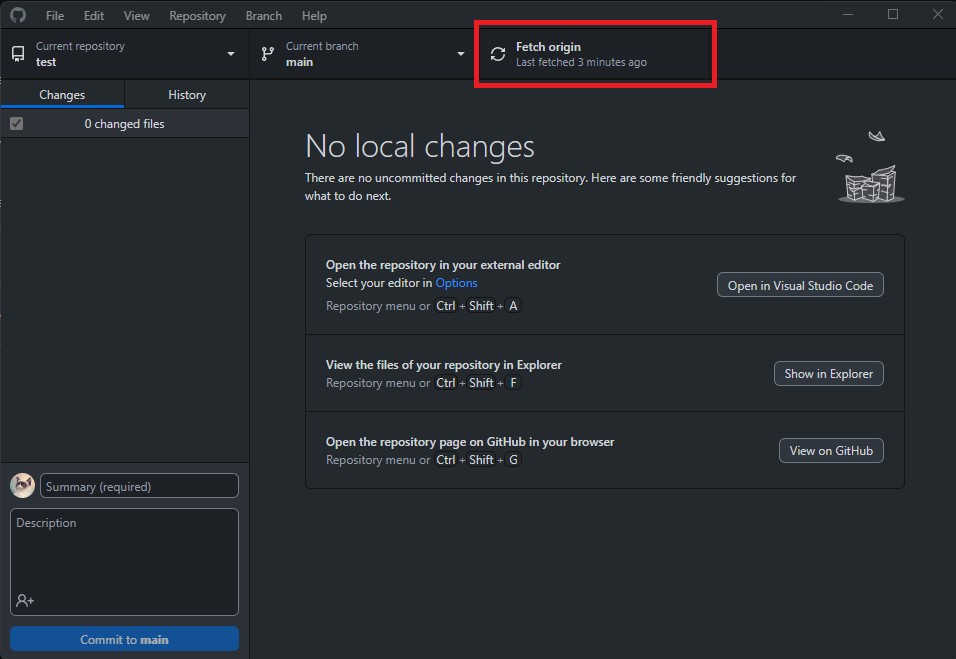 File Edit View Repository Branch Help
Current repository
test
Current branch
main
Fetch origin
Last fetched 3 minutes ago
Changes
History
0 changed files
No local changes
There are no uncommitted changes in this repository. Here are some friendly suggestions for
what to do next.
Open the repository in your external editor
Select your editor in Options
Repository menu or Ctrl + Shift + A
Open in Visual Studio Code
View the files of your repository in Explorer
Repository menu or Ctrl + Shift + F
Show in Explorer
Open the repository page on GitHub in your browser
Repository menu or Ctrl + Shift + G
View on GitHub
Summary (required)
Description
Commit to main